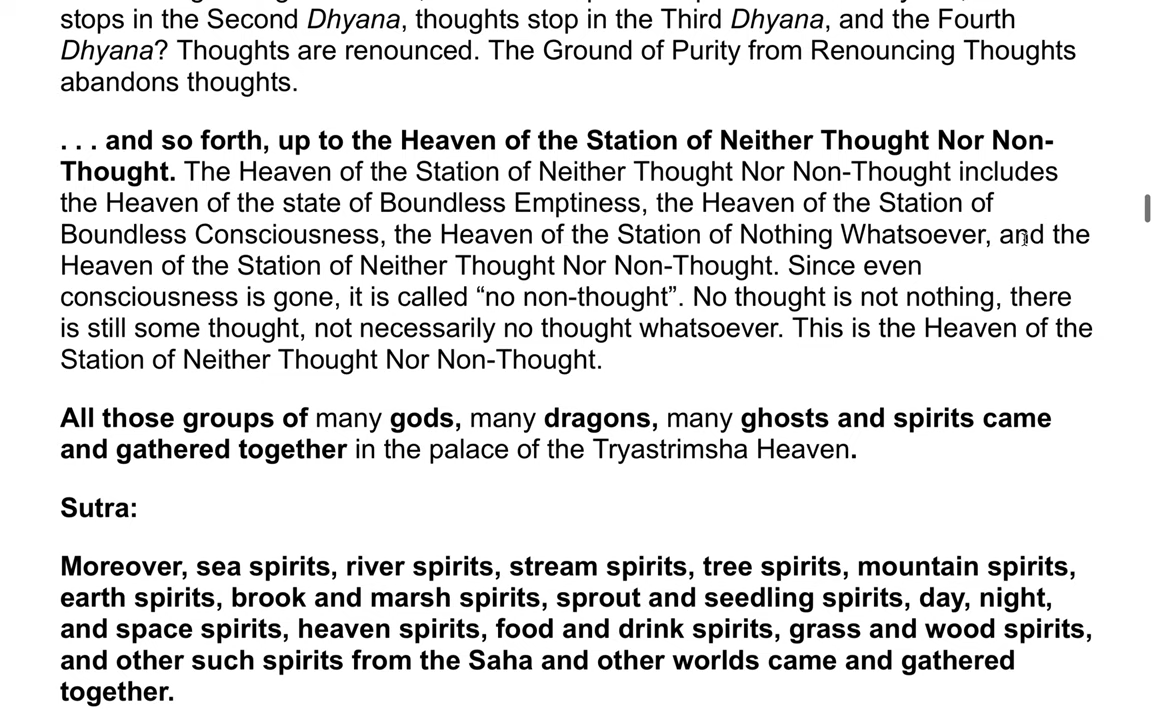 stops in the Second Dhyana, thoughts stop in the Third Dhyana, and the Fourth
Dhyana? Thoughts are renounced. The Ground of Purity from Renouncing Thoughts
abandons thoughts.
. . . and so forth, up to the Heaven of the Station of Neither Thought Nor Non-
Thought. The Heaven of the Station of Neither Thought Nor Non-Thought includes
the Heaven of the state of Boundless Emptiness, the Heaven of the Station of
Boundless Consciousness, the Heaven of the Station of Nothing Whatsoever, and the
Heaven of the Station of Neither Thought Nor Non-Thought. Since even
consciousness is gone, it is called “no non-thought”. No thought is not nothing, there
is still some thought, not necessarily no thought whatsoever. This is the Heaven of the
Station of Neither Thought Nor Non-Thought.
All those groups of many gods, many dragons, many ghosts and spirits came
and gathered together in the palace of the Tryastrimsha Heaven.
Sutra:
Moreover, sea spirits, river spirits, stream spirits, tree spirits, mountain spirits,
earth spirits, brook and marsh spirits, sprout and seedling spirits, day, night,
and space spirits, heaven spirits, food and drink spirits, grass and wood spirits,
and other such spirits from the Saha and other worlds came and gathered
together.